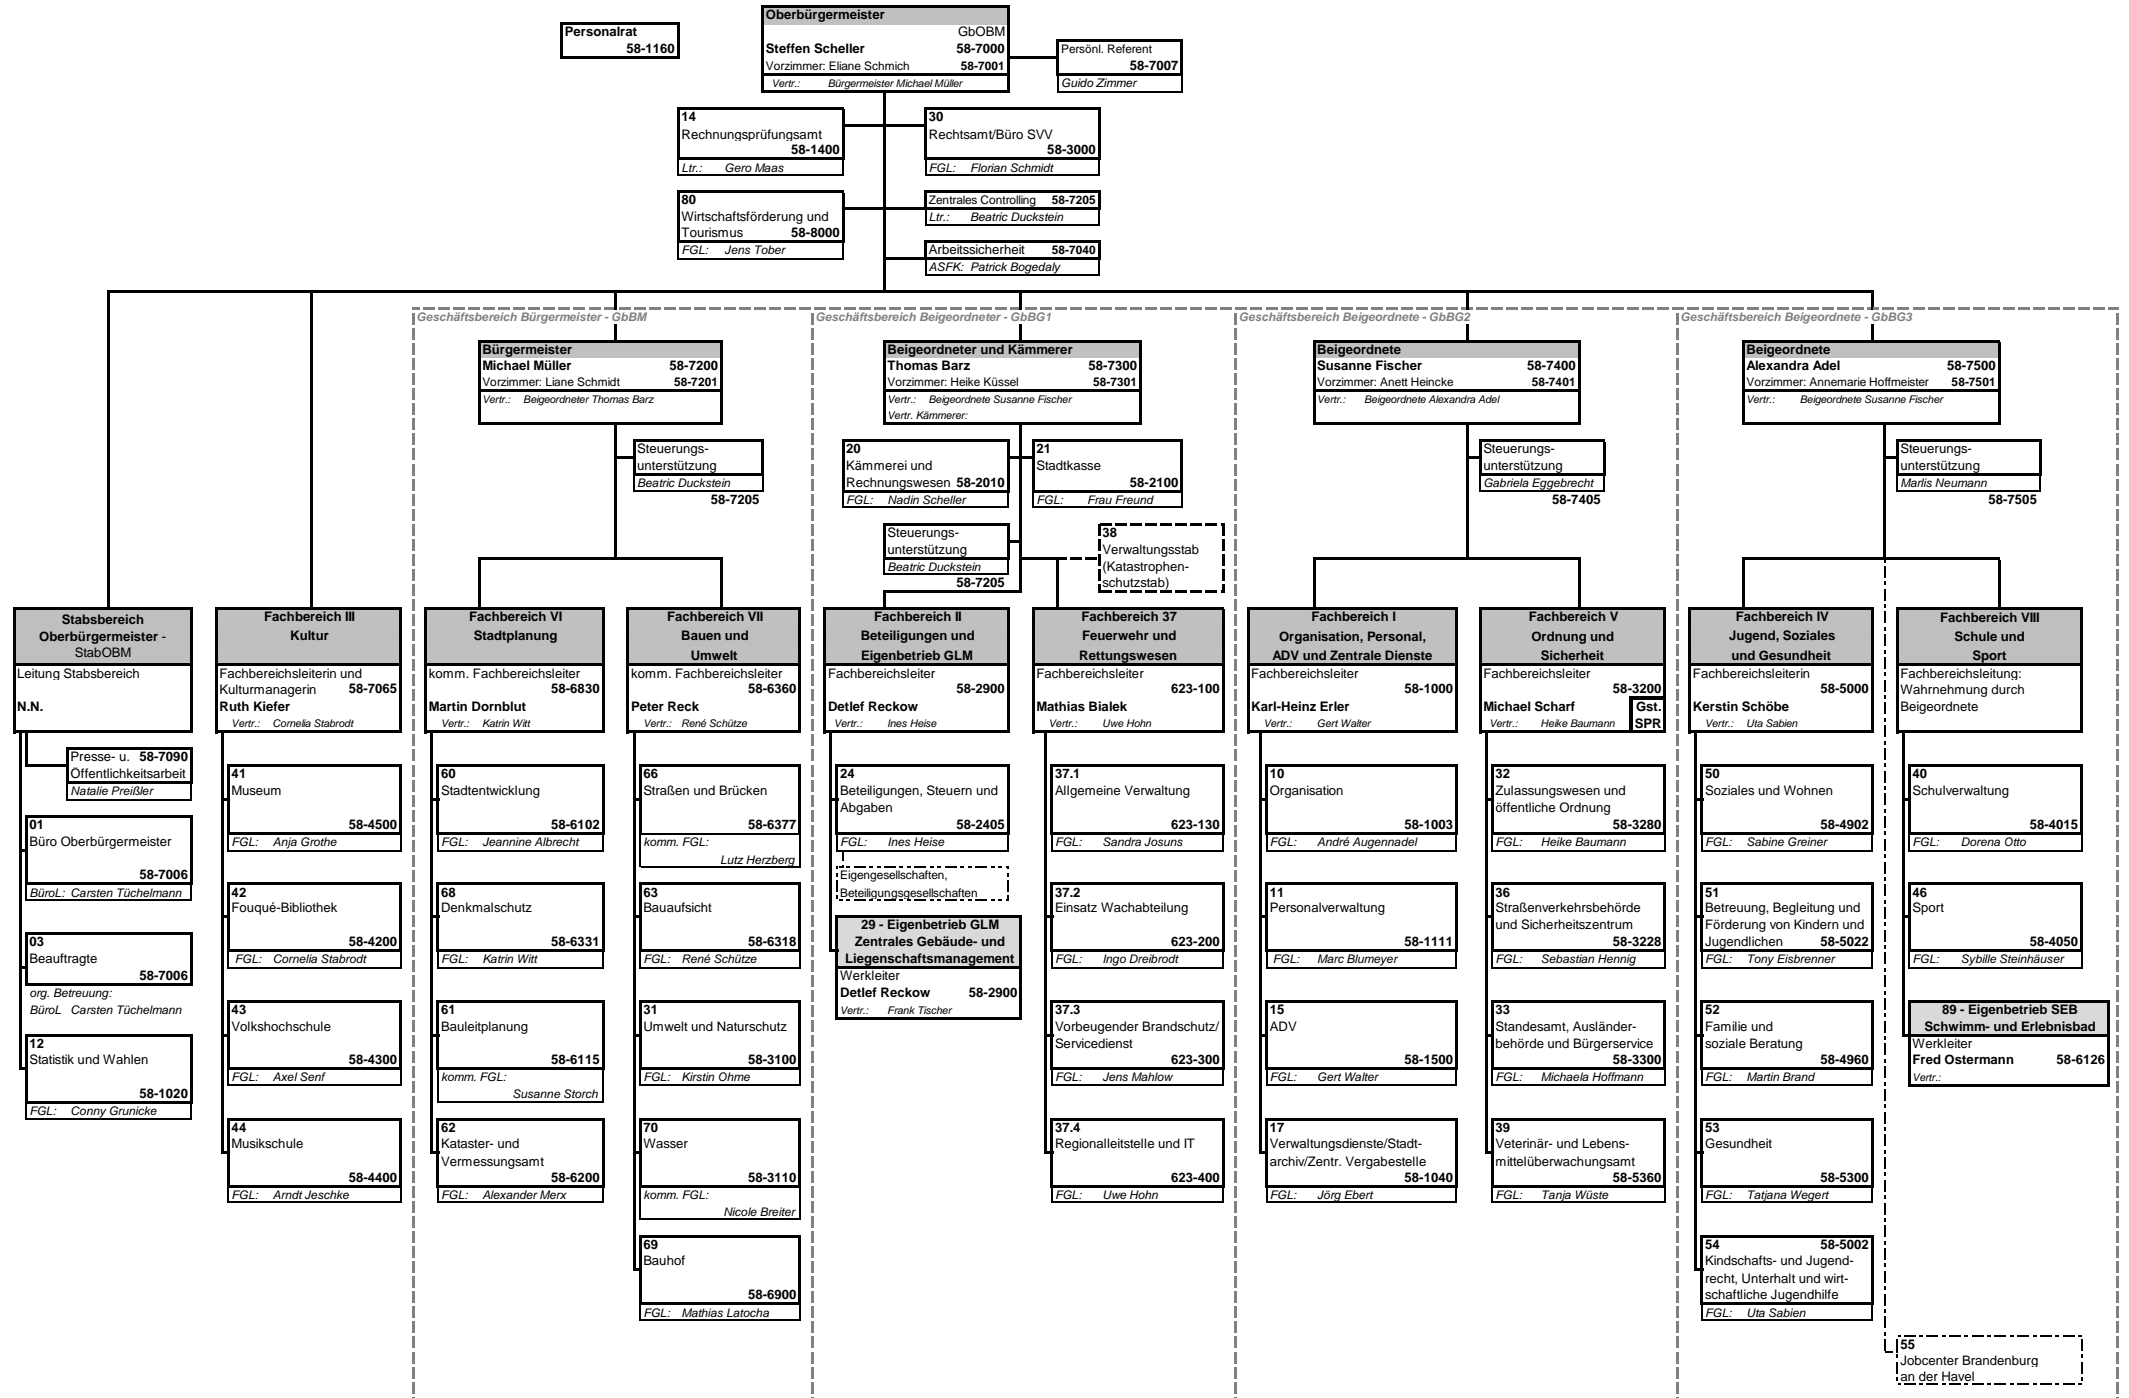 Personalrat
58-1160
Oberbürgermeister
GbOBM
Steffen Scheller 58-7000
Vorzimmer: Eliane Schmich 58-7001
Vertr.: Bürgermeister Michael Müller
Persönl. Referent
58-7007
Guido Zimmer
14
Rechnungsprüfungsamt
58-1400
Ltr.: Gero Maas
30
Rechtsamt/Büro SVV
58-3000
FGL: Florian Schmidt
80
Wirtschaftsförderung und
Tourismus 58-8000
FGL: Jens Tober
Zentrales Controlling 58-7205
Ltr.: Beatric Duckstein
Arbeitssicherheit 58-7040
ASFK: Patrick Bogedaly
Geschäftsbereich Bürgermeister - GbBM
Geschäftsbereich Beigeordneter - GbBG1
Geschäftsbereich Beigeordnete - GbBG2
Geschäftsbereich Beigeordnete - GbBG3
Bürgermeister
Michael Müller 58-7200
Vorzimmer: Liane Schmidt 58-7201
Vertr.: Beigeordneter Thomas Barz
Beigeordneter und Kämmerer
Thomas Barz 58-7300
Vorzimmer: Heike Küssel 58-7301
Vertr.: Beigeordnete Susanne Fischer
Vertr. Kämmerer:
Beigeordnete
Susanne Fischer 58-7400
Vorzimmer: Anett Heincke 58-7401
Vertr.: Beigeordnete Alexandra Adel
Beigeordnete
Alexandra Adel 58-7500
Vorzimmer: Annemarie Hoffmeister 58-7501
Vertr.: Beigeordnete Susanne Fischer
Steuerungs-
unterstützung
Beatric Duckstein
58-7205
20
Kämmerei und
Rechnungswesen 58-2010
FGL: Nadin Scheller
21
Stadtkasse
58-2100
FGL: Frau Freund
Steuerungs-
unterstützung
Beatric Duckstein
58-7205
38
Verwaltungsstab
(Katastrophen-
schutzstab)
Steuerungs-
unterstützung
Gabriela Eggebrecht
58-7405
Steuerungs-
unterstützung
Marlis Neumann
58-7505
Stabsbereich
Oberbürgermeister -
StabOBM
Leitung Stabsbereich
N.N.
Presse- u. 58-7090
Öffentlichkeitsarbeit
Natalie Preißler
01
Büro Oberbürgermeister
58-7006
BüroL: Carsten Tüchelmann
03
Beauftragte
58-7006
org. Betreuung:
BüroL Carsten Tüchelmann
12
Statistik und Wahlen
58-1020
FGL: Conny Grunicke
Fachbereich III
Kultur
Fachbereichsleiterin und
Kulturmanagerin 58-7065
Ruth Kiefer
Vertr.: Cornelia Stabrodt
41
Museum
58-4500
FGL: Anja Grothe
42
Fouqué-Bibliothek
58-4200
FGL: Cornelia Stabrodt
43
Volkshochschule
58-4300
FGL: Axel Senf
44
Musikschule
58-4400
FGL: Arndt Jeschke
Fachbereich VI
Stadtplanung
komm. Fachbereichsleiter
58-6830
Martin Dornblut
Vertr.: Katrin Witt
60
Stadtentwicklung
58-6102
FGL: Jeannine Albrecht
68
Denkmalschutz
58-6331
FGL: Katrin Witt
61
Bauleitplanung
58-6115
komm. FGL:
Susanne Storch
62
Kataster- und
Vermessungsamt
58-6200
FGL: Alexander Merx
Fachbereich VII
Bauen und
Umwelt
komm. Fachbereichsleiter
58-6360
Peter Reck
Vertr.: René Schütze
66
Straßen und Brücken
58-6377
komm. FGL:
Lutz Herzberg
63
Bauaufsicht
58-6318
FGL: René Schütze
31
Umwelt und Naturschutz
58-3100
FGL: Kirstin Ohme
70
Wasser
58-3110
komm. FGL:
Nicole Breiter
69
Bauhof
58-6900
FGL: Mathias Latocha
Fachbereich II
Beteiligungen und
Eigenbetrieb GLM
Fachbereichsleiter
58-2900
Detlef Reckow
Vertr.: Ines Heise
24
Beteiligungen, Steuern und
Abgaben
58-2405
FGL: Ines Heise
Eigengesellschaften,
Beteiligungsgesellschaften
29 - Eigenbetrieb GLM
Zentrales Gebäude- und
Liegenschaftsmanagement
Werkleiter
Detlef Reckow 58-2900
Vertr.: Frank Tischer
Fachbereich 37
Feuerwehr und
Rettungswesen
Fachbereichsleiter
623-100
Mathias Bialek
Vertr.: Uwe Hohn
37.1
Allgemeine Verwaltung
623-130
FGL: Sandra Josuns
37.2
Einsatz Wachabteilung
623-200
FGL: Ingo Dreibrodt
37.3
Vorbeugender Brandschutz/
Servicedienst
623-300
FGL: Jens Mahlow
37.4
Regionalleitstelle und IT
623-400
FGL: Uwe Hohn
Fachbereich I
Organisation, Personal,
ADV und Zentrale Dienste
Fachbereichsleiter
58-1000
Karl-Heinz Erler
Vertr.: Gert Walter
10
Organisation
58-1003
FGL: André Augennadel
11
Personalverwaltung
58-1111
FGL: Marc Blumeyer
15
ADV
58-1500
FGL: Gert Walter
17
Verwaltungsdienste/Stadt-
archiv/Zentr. Vergabestelle
58-1040
FGL: Jörg Ebert
Fachbereich V
Ordnung und
Sicherheit
Fachbereichsleiter
58-3200
Michael Scharf Gst.
Vertr.: Heike Baumann SPR
32
Zulassungswesen und
öffentliche Ordnung
58-3280
FGL: Heike Baumann
36
Straßenverkehrsbehörde
und Sicherheitszentrum
58-3228
FGL: Sebastian Hennig
33
Standesamt, Ausländer-
behörde und Bürgerservice
58-3300
FGL: Michaela Hoffmann
39
Veterinär- und Lebens-
mittelüberwachungsamt
58-5360
FGL: Tanja Wüste
Fachbereich IV
Jugend, Soziales
und Gesundheit
Fachbereichsleiterin
58-5000
Kerstin Schöbe
Vertr.: Uta Sabien
50
Soziales und Wohnen
58-4902
FGL: Sabine Greiner
51
Betreuung, Begleitung und
Förderung von Kindern und
Jugendlichen 58-5022
FGL: Tony Eisbrenner
52
Familie und
soziale Beratung
58-4960
FGL: Martin Brand
53
Gesundheit
58-5300
FGL: Tatjana Wegert
54 58-5002
Kindschafts- und Jugend-
recht, Unterhalt und wirt-
schaftliche Jugendhilfe
FGL: Uta Sabien
Fachbereich VIII
Schule und
Sport
Fachbereichsleitung:
Wahrnehmung durch
Beigeordnete
40
Schulverwaltung
58-4015
FGL: Dorena Otto
46
Sport
58-4050
FGL: Sybille Steinhäuser
89 - Eigenbetrieb SEB
Schwimm- und Erlebnisbad
Werkleiter
Fred Ostermann 58-6126
Vertr.:
55
Jobcenter Brandenburg
an der Havel